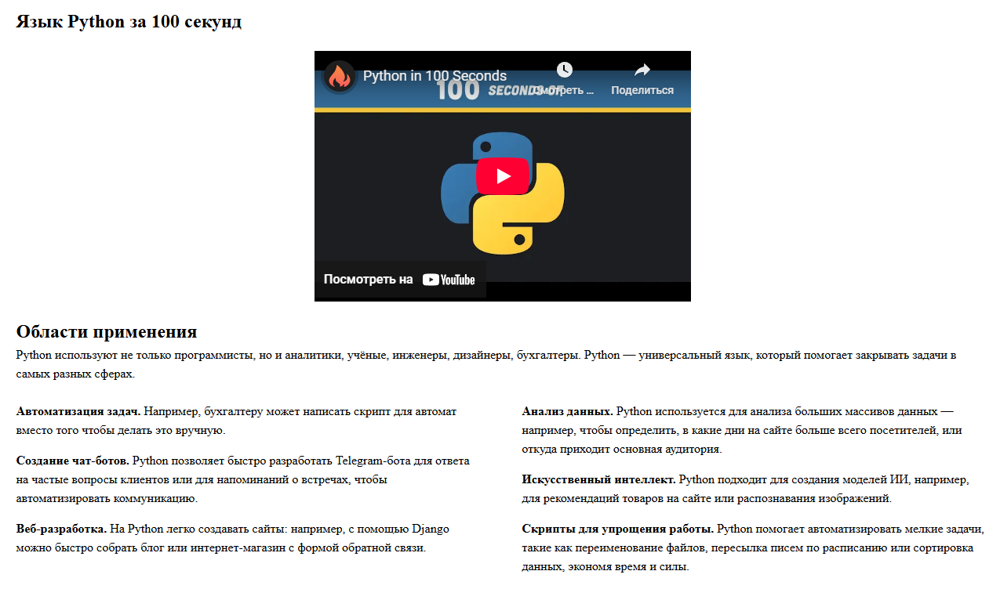 Язык Python за 100 секунд
Python in 100 Seconds
100 SECONDS OF
Смотреть ...
Поделиться
Посмотреть на YouTube
Области применения
Python используют не только программисты, но и аналитики, учёные, инженеры, дизайнеры, бухгалтеры. Python — универсальный язык, который помогает закрывать задачи в
самых разных сферах.
Автоматизация задач. Например, бухгалтеру может написать скрипт для автомат
вместо того чтобы делать это вручную.
Создание чат-ботов. Python позволяет быстро разработать Telegram-бота для ответа
на частые вопросы клиентов или для напоминаний о встречах, чтобы
автоматизировать коммуникацию.
Веб-разработка. На Python легко создавать сайты: например, с помощью Django
можно быстро собрать блог или интернет-магазин с формой обратной связи.
Анализ данных. Python используется для анализа больших массивов данных —
например, чтобы определить, в какие дни на сайте больше всего посетителей, или
откуда приходит основная аудитория.
Искусственный интеллект. Python подходит для создания моделей ИИ, например,
для рекомендаций товаров на сайте или распознавания изображений.
Скрипты для упрощения работы. Python помогает автоматизировать мелкие задачи,
такие как переименование файлов, пересылка писем по расписанию или сортировка
данных, экономя время и силы.